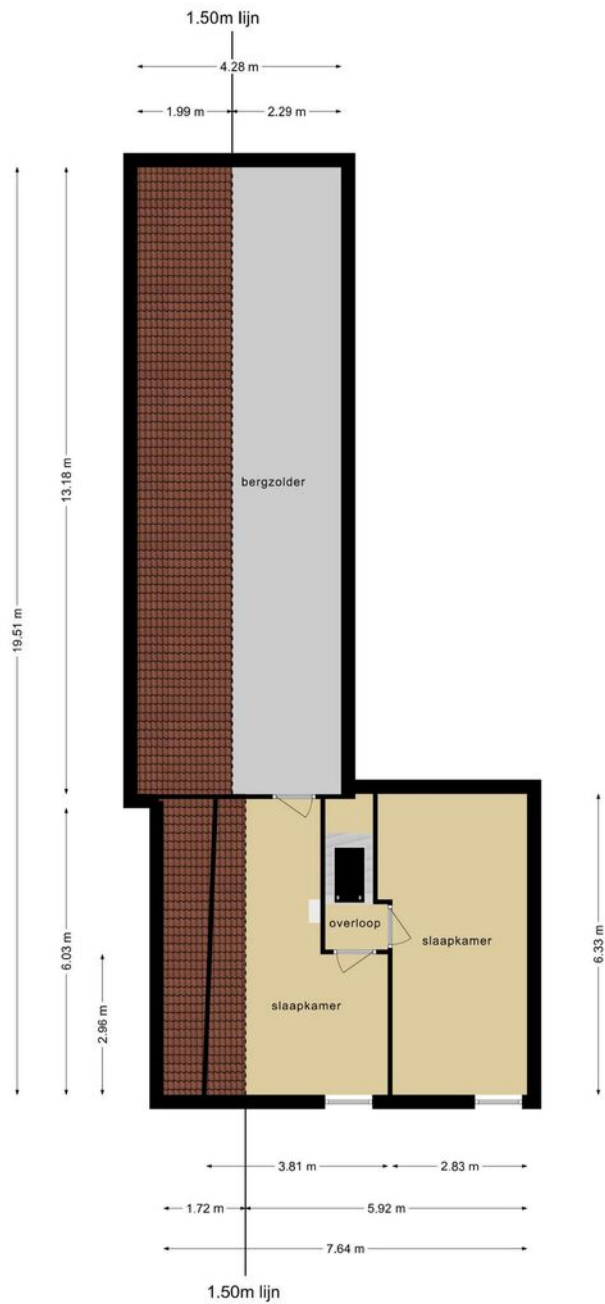 1.50m lijn
4.28 m
1.99 m
2.29 m
13.18 m
19.51 m
bergzolder
6.03 m
2.96 m
overloop
slaapkamer
slaapkamer
6.33 m
3.81 m
2.83 m
1.72 m
5.92 m
7.64 m
1.50m lijn